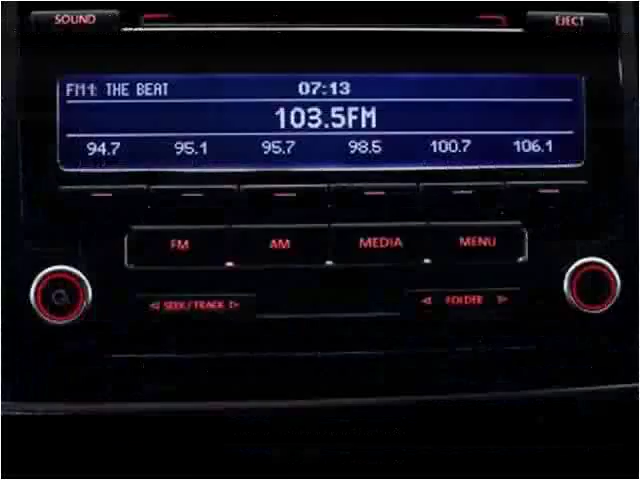 SOUND
EJECT
FM1: THE BEAT 07:13
103.5FM
94.7 95.1 95.7 98.5 100.7 106.1
FM AM MEDIA MENU
SEEK/TRACK
FOLDER